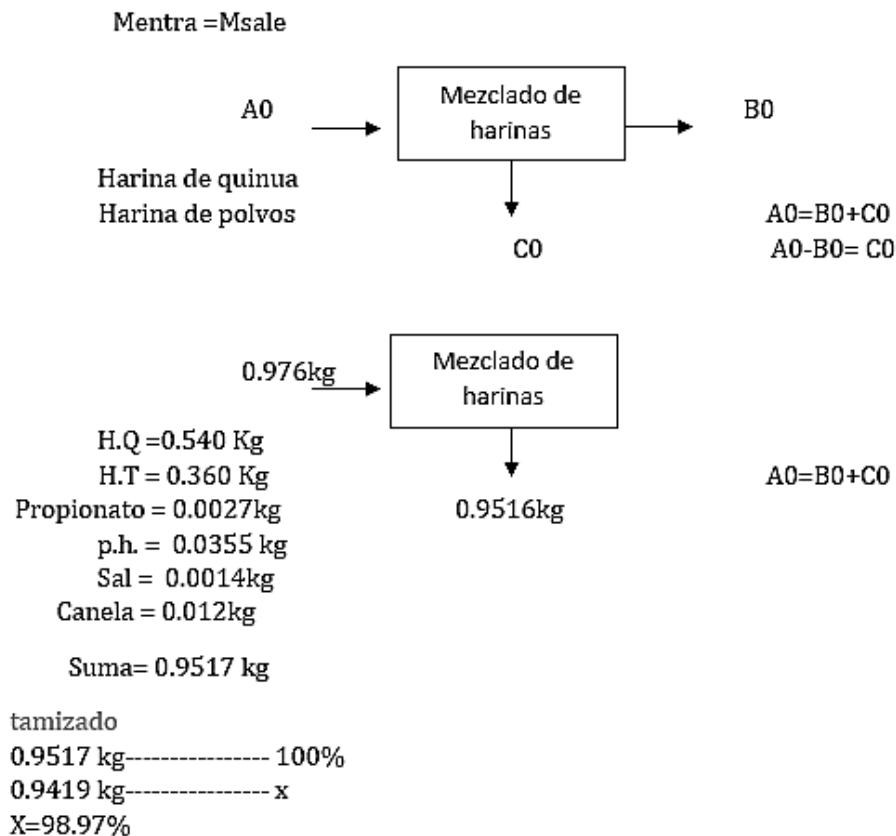 Mentra =Msale
A0
Mezclado de
harinas
B0
Harina de quinua
Harina de polvos
C0
A0=B0+C0
A0-B0= C0
0.976kg
Mezclado de
harinas
H.Q =0.540 Kg
H.T = 0.360 Kg
Propionato = 0.0027kg
p.h. = 0.0355 kg
Sal = 0.0014kg
Canela = 0.012kg
0.9516kg
A0=B0+C0
Suma= 0.9517 kg
tamizado
0.9517 kg---------------- 100%
0.9419 kg---------------- x
X=98.97%